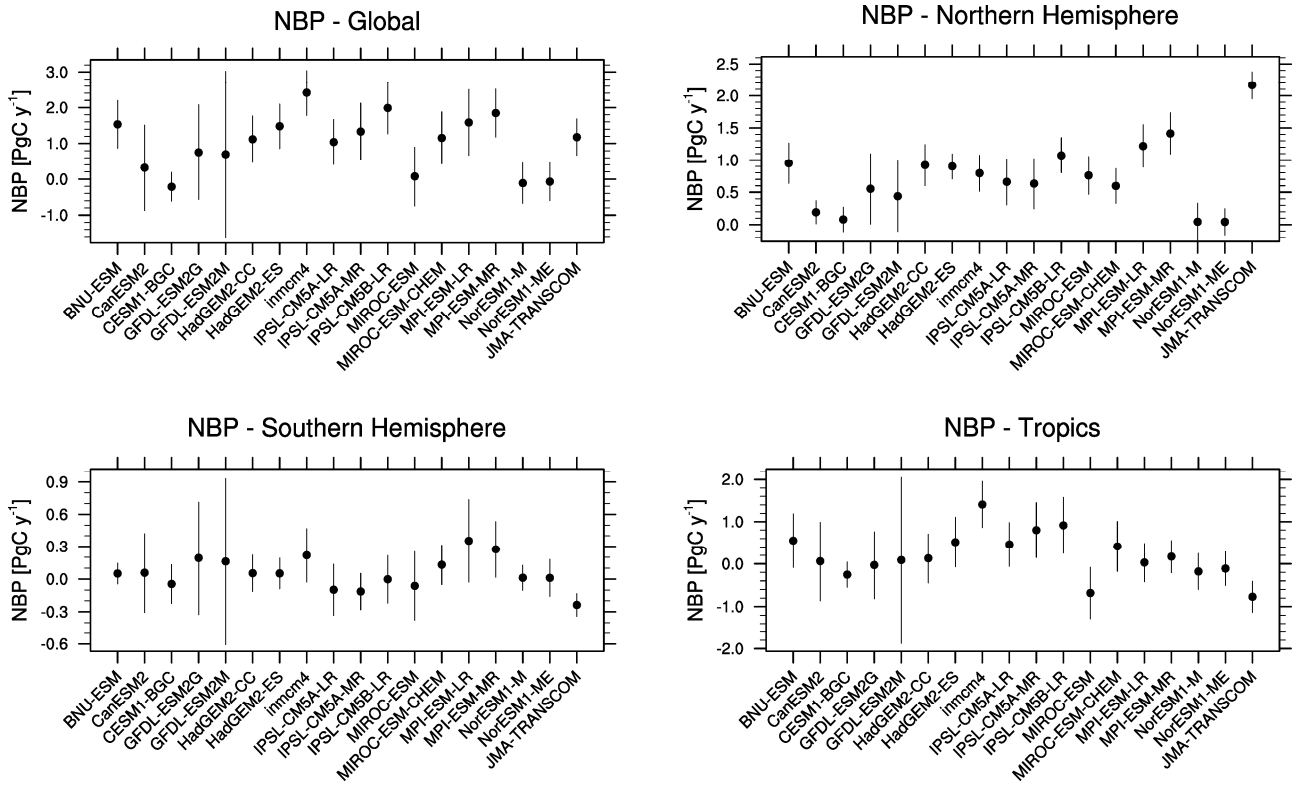 NBP - Global
NBP [PgC y-1]
3.0
2.0
1.0
0.0
-1.0
BNU-ESM
CanESM2
CESM1-BGC
GFDL-ESM2G
GFDL-ESM2M
HadGEM2-CC
HadGEM2-ES
inmcm4
IPSL-CM5A-LR
IPSL-CM5A-MR
IPSL-CM5B-LR
MIROC-ESM
MIROC-ESM-CHEM
MPI-ESM-LR
MPI-ESM-MR
NorESM1-M
NorESM1-ME
JMA-TRANSCOM
NBP - Northern Hemisphere
NBP [PgC y-1]
2.5
2.0
1.5
1.0
0.5
0.0
BNU-ESM
CanESM2
CESM1-BGC
GFDL-ESM2G
GFDL-ESM2M
HadGEM2-CC
HadGEM2-ES
inmcm4
IPSL-CM5A-LR
IPSL-CM5A-MR
IPSL-CM5B-LR
MIROC-ESM
MIROC-ESM-CHEM
MPI-ESM-LR
MPI-ESM-MR
NorESM1-M
NorESM1-ME
JMA-TRANSCOM
NBP - Southern Hemisphere
NBP [PgC y-1]
0.9
0.6
0.3
0.0
-0.3
-0.6
BNU-ESM
CanESM2
CESM1-BGC
GFDL-ESM2G
GFDL-ESM2M
HadGEM2-CC
HadGEM2-ES
inmcm4
IPSL-CM5A-LR
IPSL-CM5A-MR
IPSL-CM5B-LR
MIROC-ESM
MIROC-ESM-CHEM
MPI-ESM-LR
MPI-ESM-MR
NorESM1-M
NorESM1-ME
JMA-TRANSCOM
NBP - Tropics
NBP [PgC y-1]
2.0
1.0
0.0
-1.0
-2.0
BNU-ESM
CanESM2
CESM1-BGC
GFDL-ESM2G
GFDL-ESM2M
HadGEM2-CC
HadGEM2-ES
inmcm4
IPSL-CM5A-LR
IPSL-CM5A-MR
IPSL-CM5B-LR
MIROC-ESM
MIROC-ESM-CHEM
MPI-ESM-LR
MPI-ESM-MR
NorESM1-M
NorESM1-ME
JMA-TRANSCOM